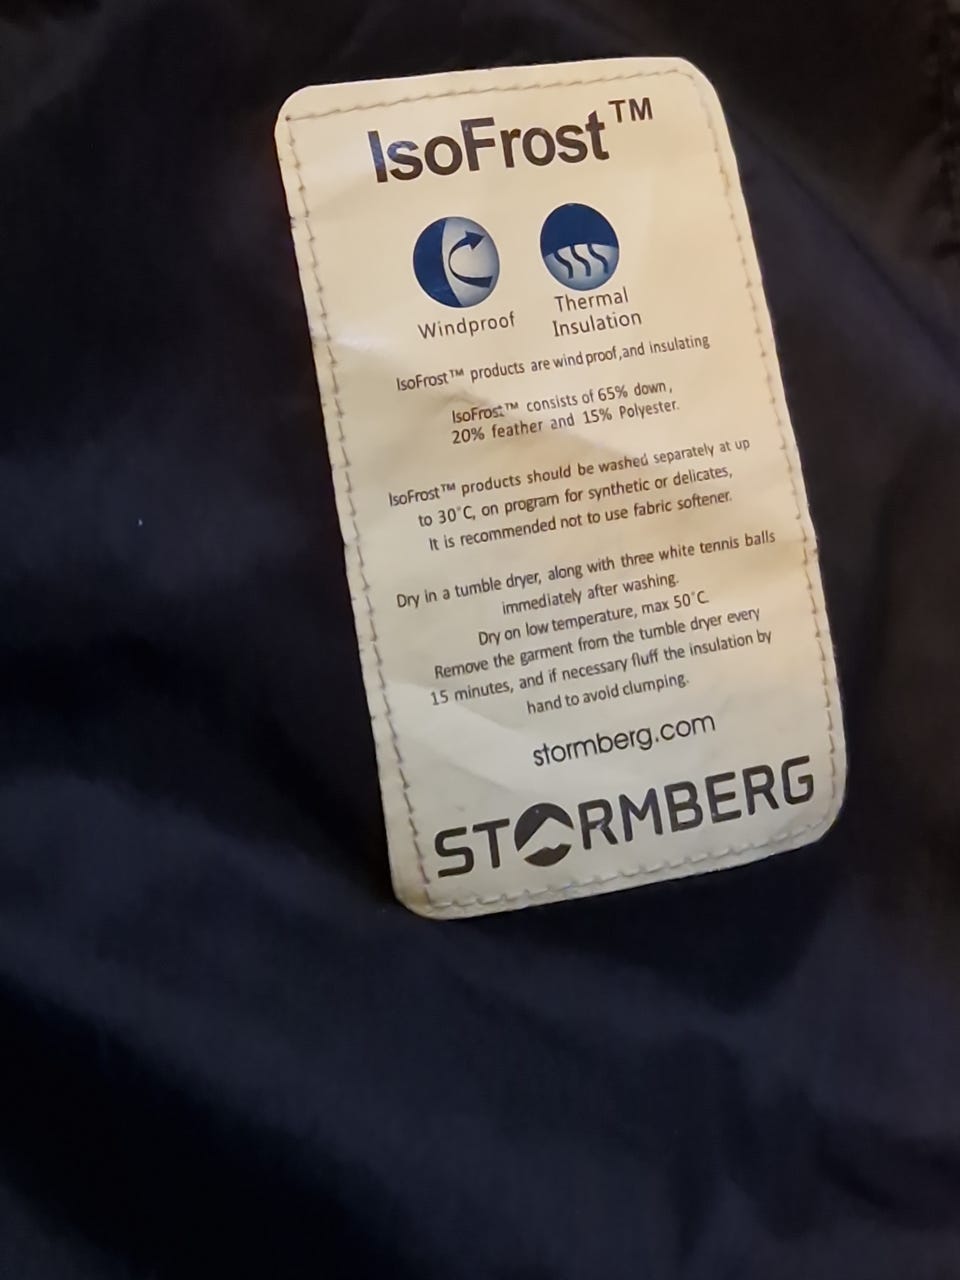 IsoFrost™
Windproof
Thermal
Insulation
IsoFrost™ products are wind proof,and insulating
IsoFrost™ consists of 65% down,
20% feather and 15% Polyester.
IsoFrost™ products should be washed separately at up
to 30°C, on program for synthetic or delicates,
It is recommended not to use fabric softener.
Dry in a tumble dryer, along with three white tennis balls
immediately after washing.
Dry on low temperature, max 50°C.
Remove the garment from the tumble dryer every
15 minutes, and if necessary fluff the insulation by
hand to avoid clumping.
stormberg.com
STORMBERG